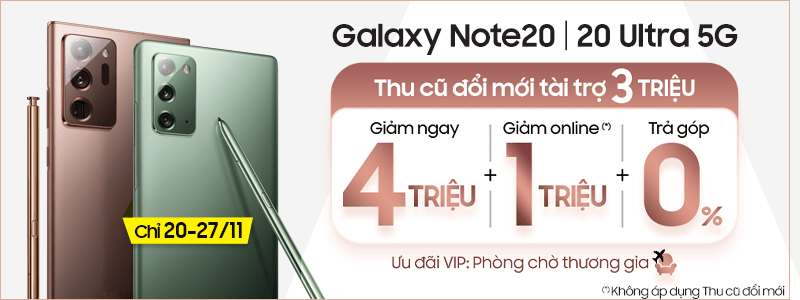 Galaxy Note20 | 20 Ultra 5G
Thu cũ đổi mới tài trợ 3 TRIỆU
Giảm ngay
4 TRIỆU
+
Giảm online (*)
1 TRIỆU
+
Trả góp
0%
Chỉ 20-27/11
Ưu đãi VIP: Phòng chờ thương gia
(*) Không áp dụng Thu cũ đổi mới